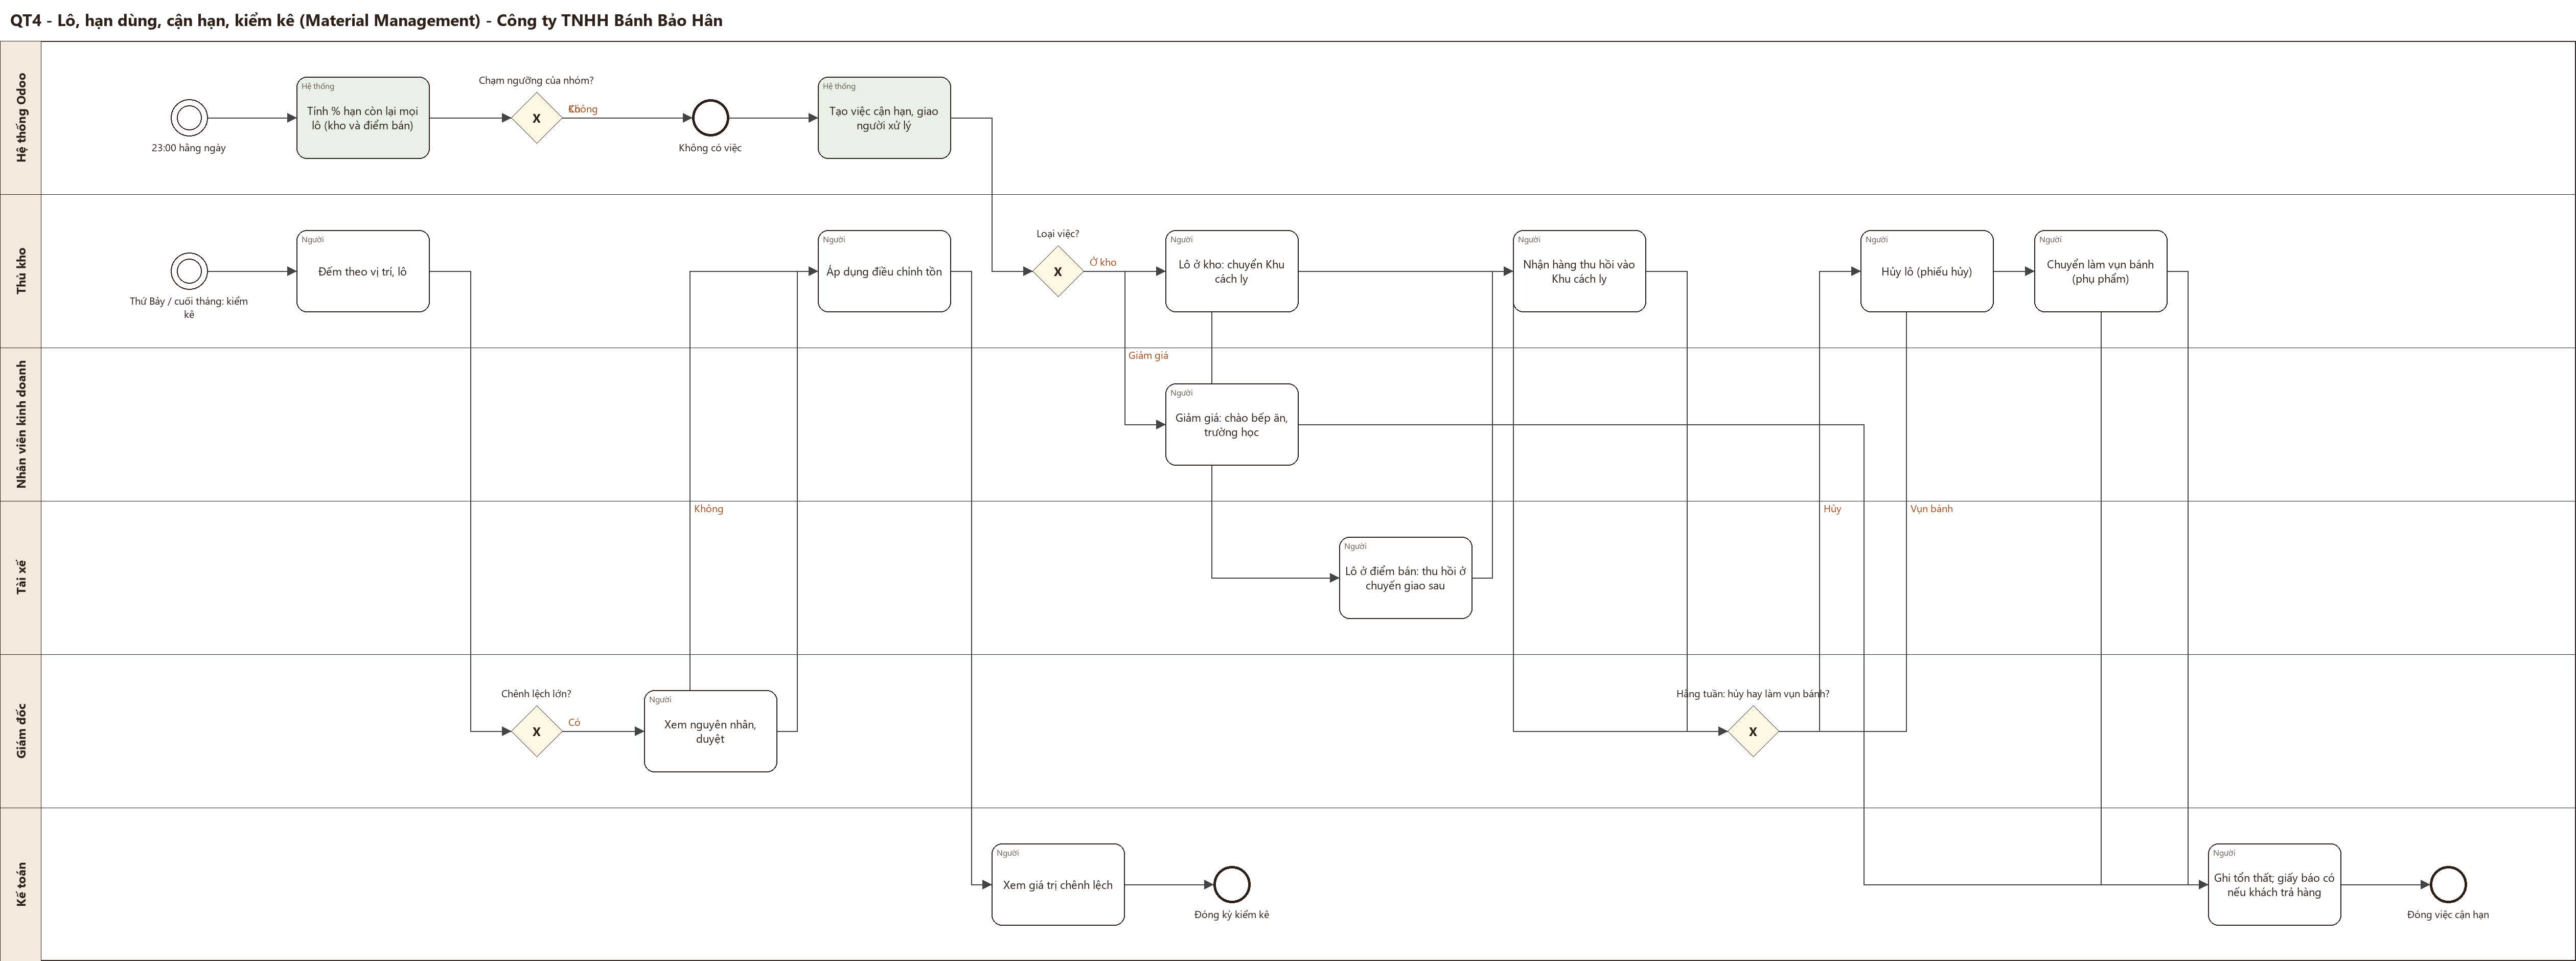 QT4 - Lô, hạn dùng, cận hạn, kiểm kê (Material Management) - Công ty TNHH Bánh Bảo Hân
Hệ thống Odoo
23:00 hằng ngày
Hệ thống
Tính % hạn còn lại mọi
lô (kho và điểm bán)
Chạm ngưỡng của nhóm?
X
Có
Không
Không có việc
Hệ thống
Tạo việc cận hạn, giao
người xử lý
Thủ kho
Thứ Bảy / cuối tháng: kiểm
kê
Người
Đếm theo vị trí, lô
Người
Áp dụng điều chỉnh tồn
Loại việc?
X
Ở kho
Người
Lô ở kho: chuyển Khu
cách ly
Người
Nhận hàng thu hồi vào
Khu cách ly
Người
Hủy lô (phiếu hủy)
Người
Chuyển làm vụn bánh
(phụ phẩm)
Nhân viên kinh doanh
Giảm giá
Người
Giảm giá: chào bếp ăn,
trường học
Tài xế
Không
Hủy
Vụn bánh
Người
Lô ở điểm bán: thu hồi ở
chuyến giao sau
Giám đốc
Chênh lệch lớn?
X
Có
Người
Xem nguyên nhân,
duyệt
Hằng tuần: hủy hay làm vụn bánh?
X
Kế toán
Người
Xem giá trị chênh lệch
Đóng kỳ kiểm kê
Người
Ghi tổn thất; giấy báo có
nếu khách trả hàng
Đóng việc cận hạn